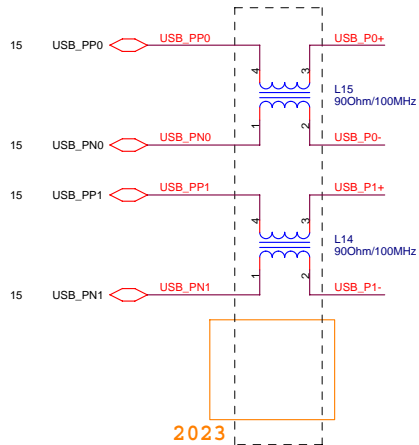 15 USB_PP0 USB_PP0 USB_P0+
4 3
L15
90Ohm/100MHz
1 2
15 USB_PN0 USB_PN0 USB_P0-
15 USB_PP1 USB_PP1 USB_P1+
4 3
L14
90Ohm/100MHz
1 2
15 USB_PN1 USB_PN1 USB_P1-
2023